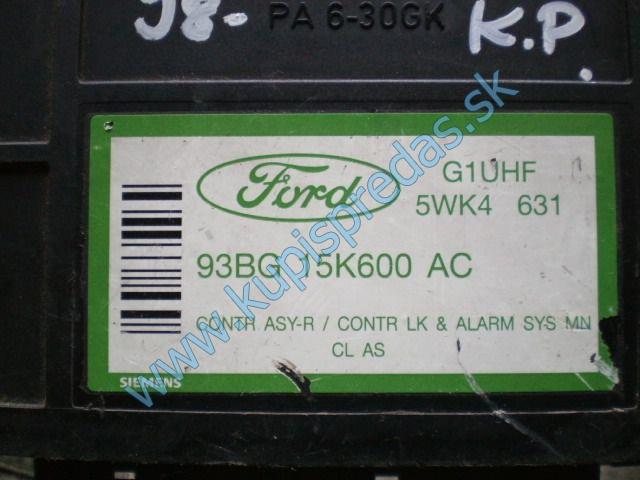 98-
PA 6-30GK
K.P.
Ford
G1UHF
5WK4 631
93BG 15K600 AC
CONTR ASY-R / CONTR LK & ALARM SYS MN
CL AS
SIEMENS
www.kupispredas.sk